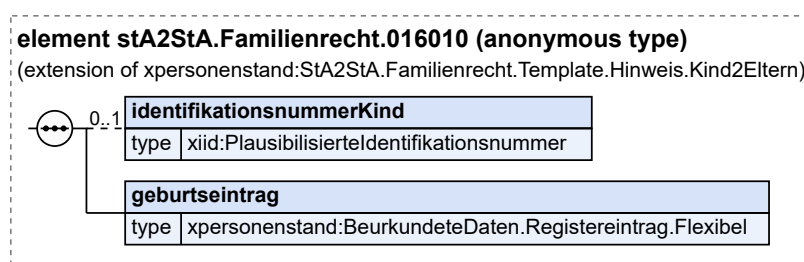 element stA2StA.Familienrecht.016010 (anonymous type)
(extension of xpersonenstand:StA2StA.Familienrecht.Template.Hinweis.Kind2Eltern)
0..1
identifikationsnummerKind
type xiid:PlausibilisierteIdentifikationsnummer
geburtseintrag
type xpersonenstand:BeurkundeteDaten.Registereintrag.Flexibel